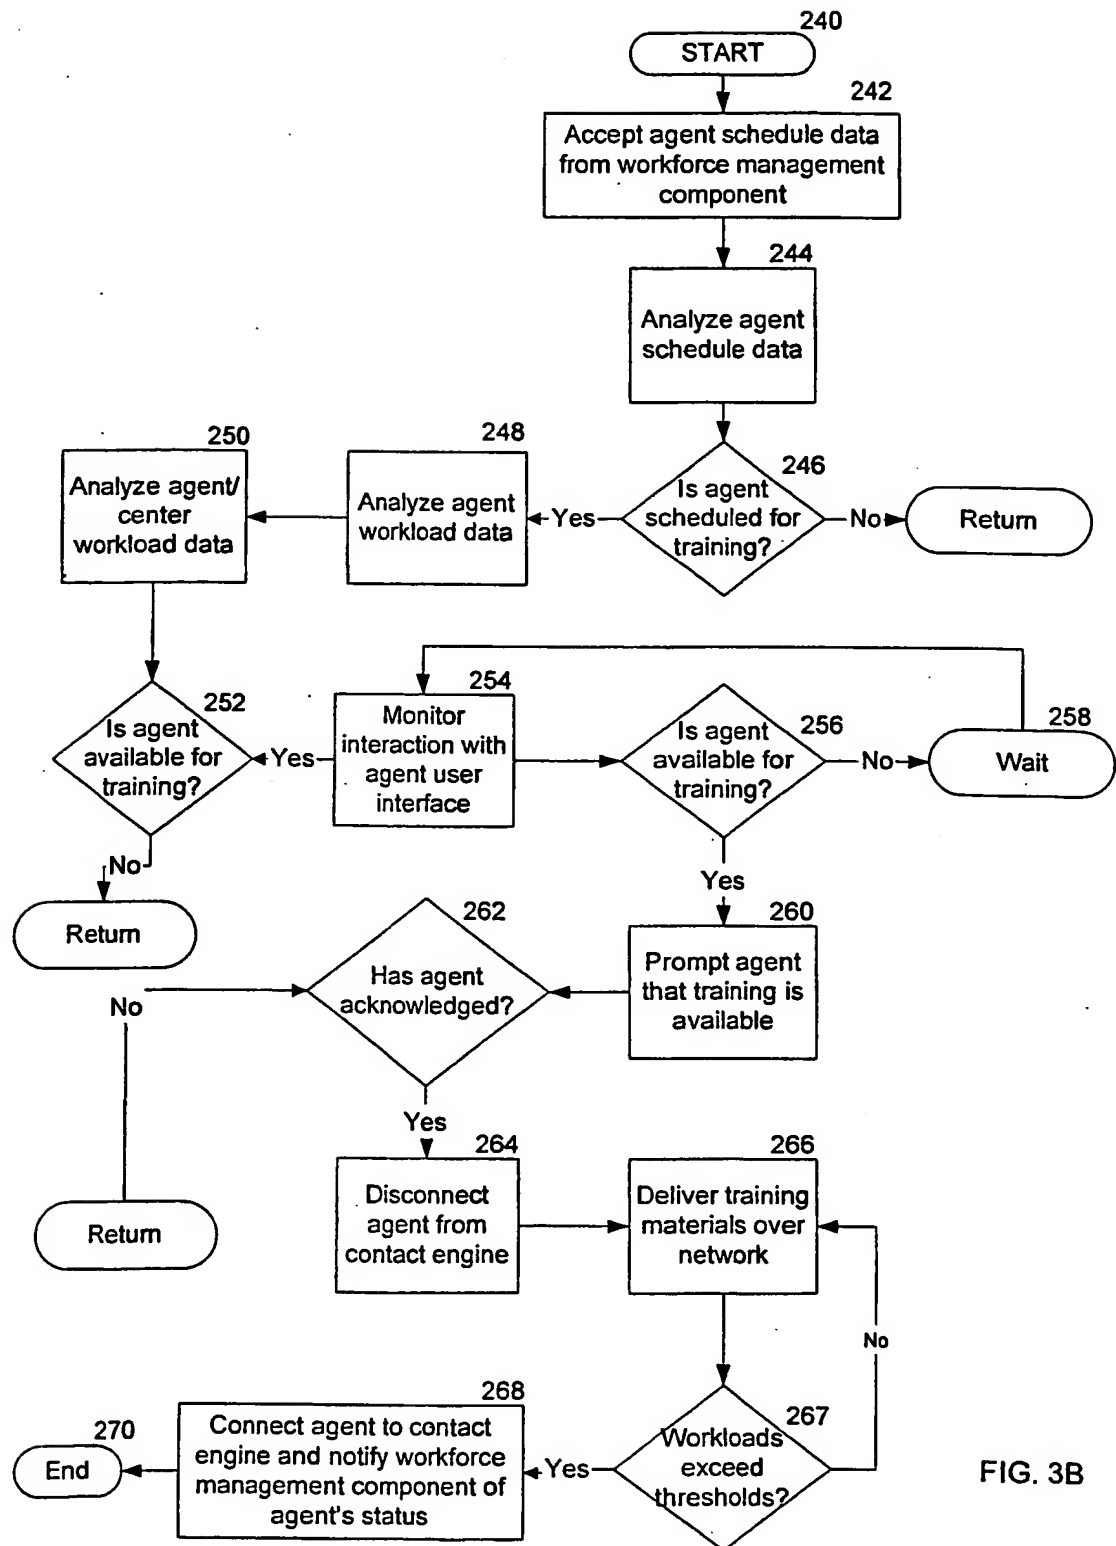 240
START
242
Accept agent schedule data
from workforce management
component
244
Analyze agent
schedule data
246
Is agent
scheduled for
training?
No
Return
Yes
248
Analyze agent
workload data
250
Analyze agent/
center
workload data
252
Is agent
available for
training?
Yes
No
Return
254
Monitor
interaction with
agent user
interface
256
Is agent
available for
training?
No
258
Wait
Yes
260
Prompt agent
that training is
available
262
Has agent
acknowledged?
No
Return
Yes
264
Disconnect
agent from
contact engine
266
Deliver training
materials over
network
No
267
Workloads
exceed
thresholds?
Yes
268
Connect agent to contact
engine and notify workforce
management component of
agent's status
270
End
FIG. 3B